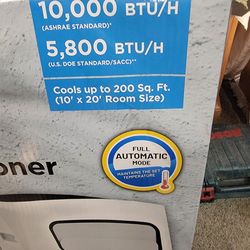 10,000 BTU/H
(ASHRAE STANDARD)*
5,800 BTU/H
(U.S. DOE STANDARD/SACC)**
Cools up to 200 Sq. Ft.
(10' x 20' Room Size)
FULL
AUTOMATIC
MODE
MAINTAINS THE SET
TEMPERATURE
oner